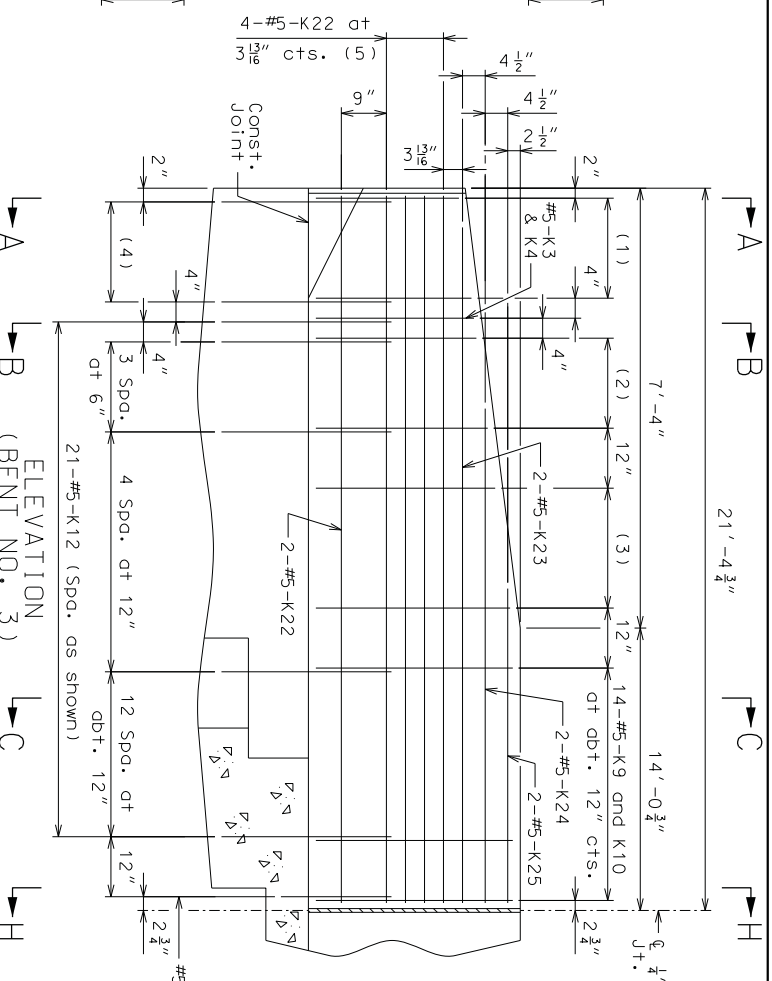 4-#5-K22 at
3 13/16" cts. (5)
4 1/2"
9"
4 1/2"
2 1/2"
3 13/16"
Const.
Joint
2"
2"
#5-K3
& K4
A
A
(4)
(1)
4"
4"
4"
4"
B
B
3 Spa.
at 6"
(2)
7'-4"
21'-4 3/4"
12"
2-#5-K23
(3)
4 Spa. at 12"
2-#5-K22
21-#5-K12 (Spa. as shown)
ELEVATION
(BENT NO. 3)
12"
C
C
12 Spa. at
abt. 12"
14-#5-K9 and K10
at abt. 12" cts.
14'-0 3/4"
2-#5-K24
2-#5-K25
12"
H
H
2 3/4"
2 3/4"
℄ 1/4"
Jt.